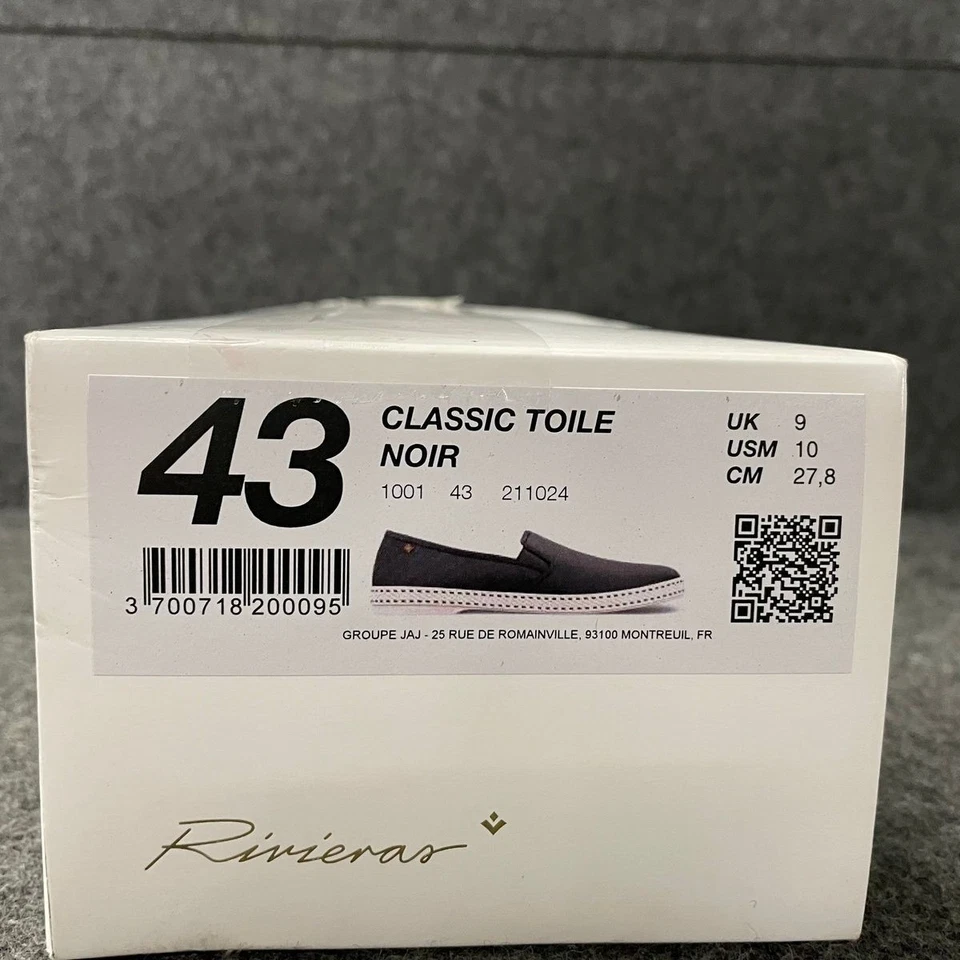 43
CLASSIC TOILE
NOIR
1001 43 211024
UK 9
USM 10
CM 27,8
3 700718 200095
GROUPE JAJ - 25 RUE DE ROMAINVILLE, 93100 MONTREUIL, FR
Rivieras